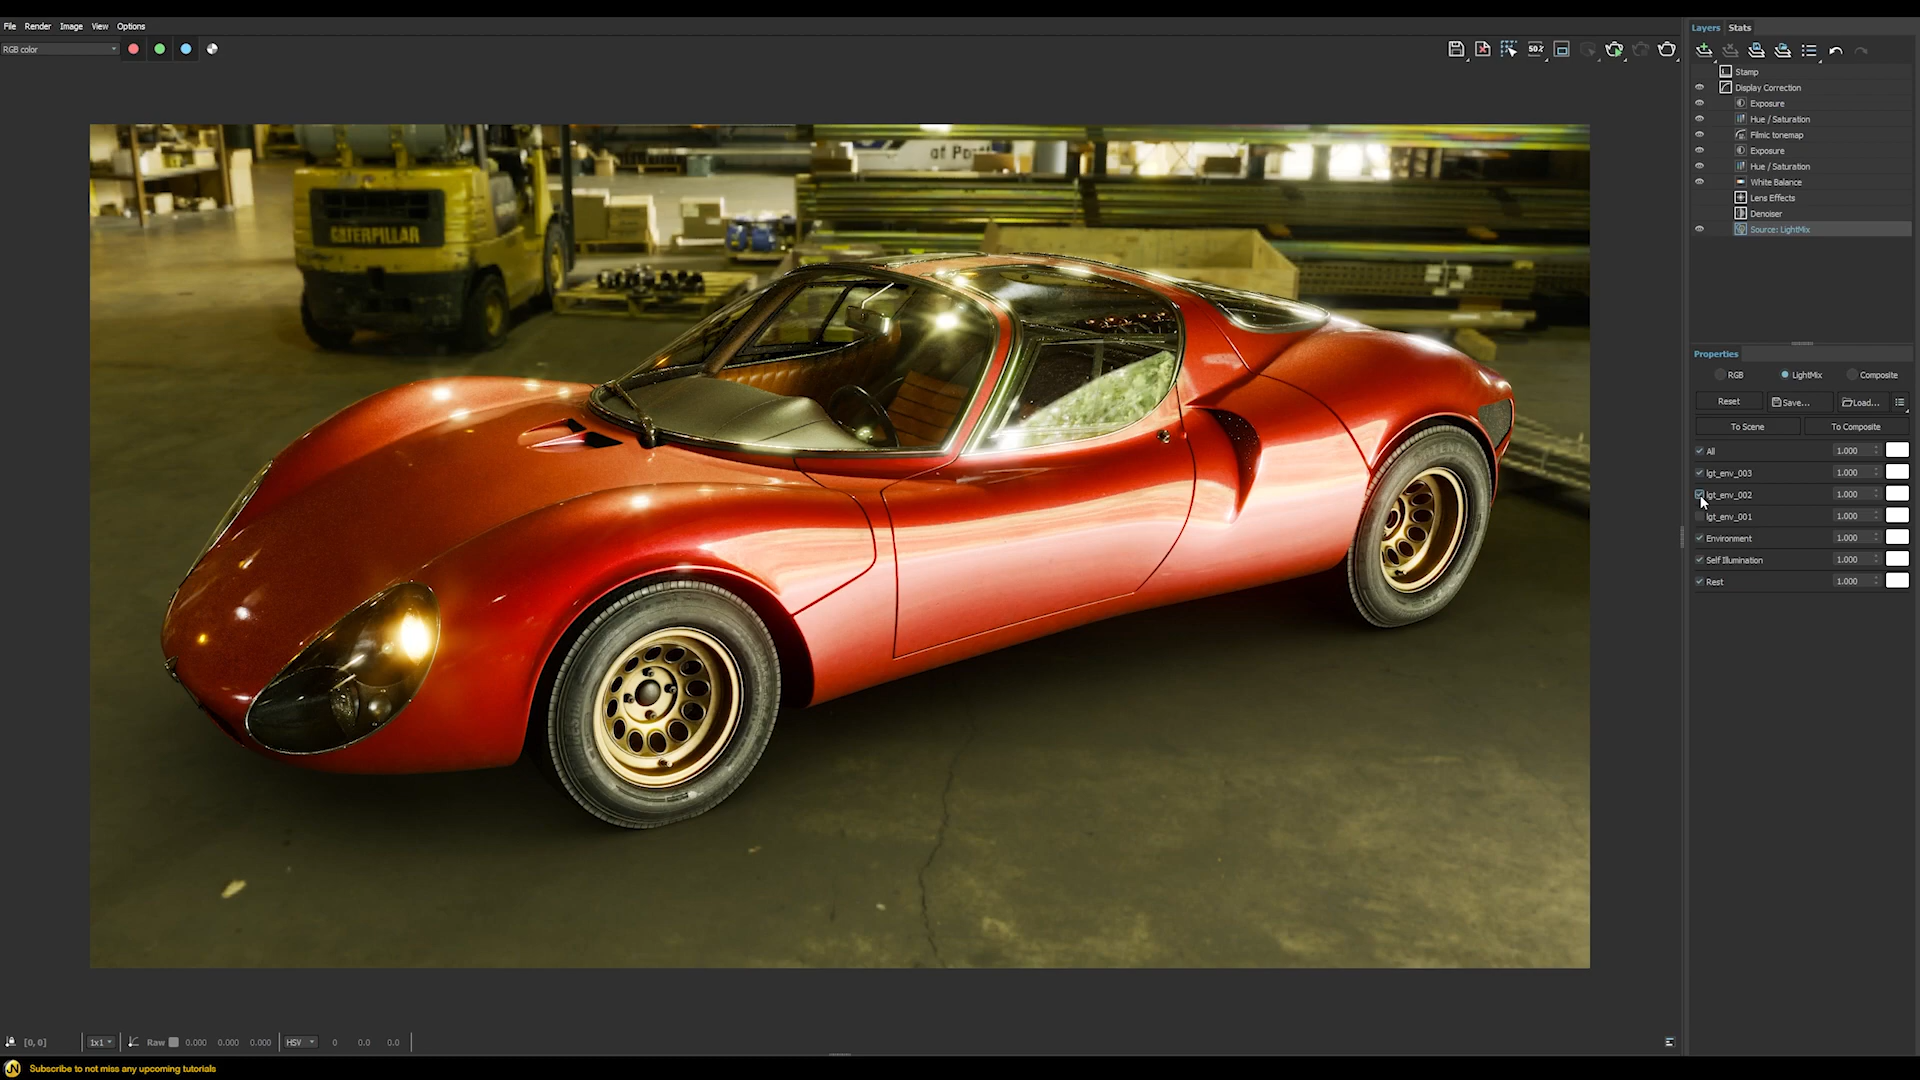 File Render Image View Options
RGB color
50%
of Port
CATERPILLAR
Layers Stats
Stamp
Display Correction
Exposure
Hue / Saturation
Filmic tonemap
Exposure
Hue / Saturation
White Balance
Lens Effects
Denoiser
Source: LightMix
Properties
RGB LightMix Composite
Reset Save... Load...
To Scene To Composite
All 1.000
lgt_env_003 1.000
lgt_env_002 1.000
lgt_env_001 1.000
Environment 1.000
Self Illumination 1.000
Rest 1.000
[0, 0] 1x1 Raw 0.000 0.000 0.000 HSV 0 0.0 0.0
JN Subscribe to not miss any upcoming tutorials